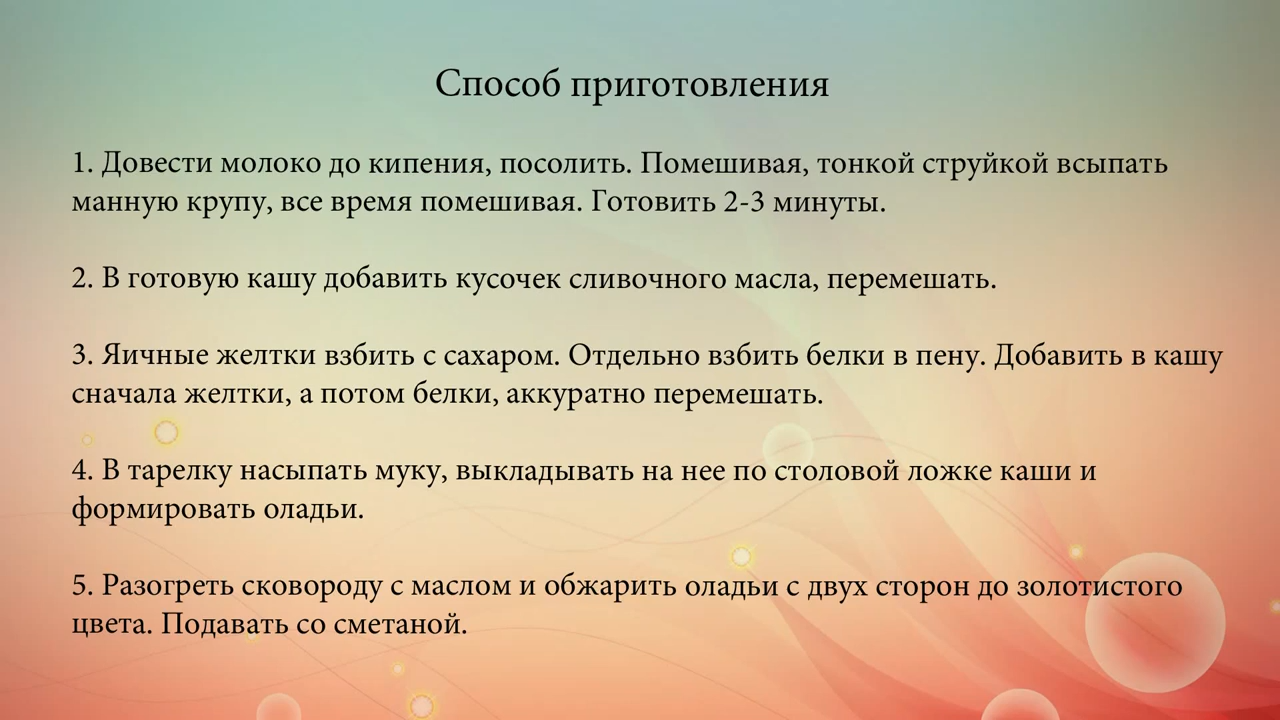 Способ приготовления
1. Довести молоко до кипения, посолить. Помешивая, тонкой струйкой всыпать
манную крупу, все время помешивая. Готовить 2-3 минуты.
2. В готовую кашу добавить кусочек сливочного масла, перемешать.
3. Яичные желтки взбить с сахаром. Отдельно взбить белки в пену. Добавить в кашу
сначала желтки, а потом белки, аккуратно перемешать.
4. В тарелку насыпать муку, выкладывать на нее по столовой ложке каши и
формировать оладьи.
5. Разогреть сковороду с маслом и обжарить оладьи с двух сторон до золотистого
цвета. Подавать со сметаной.